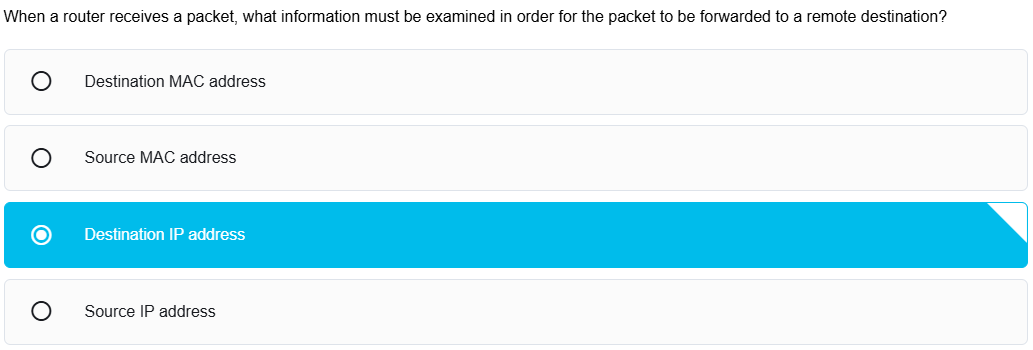 When a router receives a packet, what information must be examined in order for the packet to be forwarded to a remote destination?
Destination MAC address
Source MAC address
Destination IP address
Source IP address